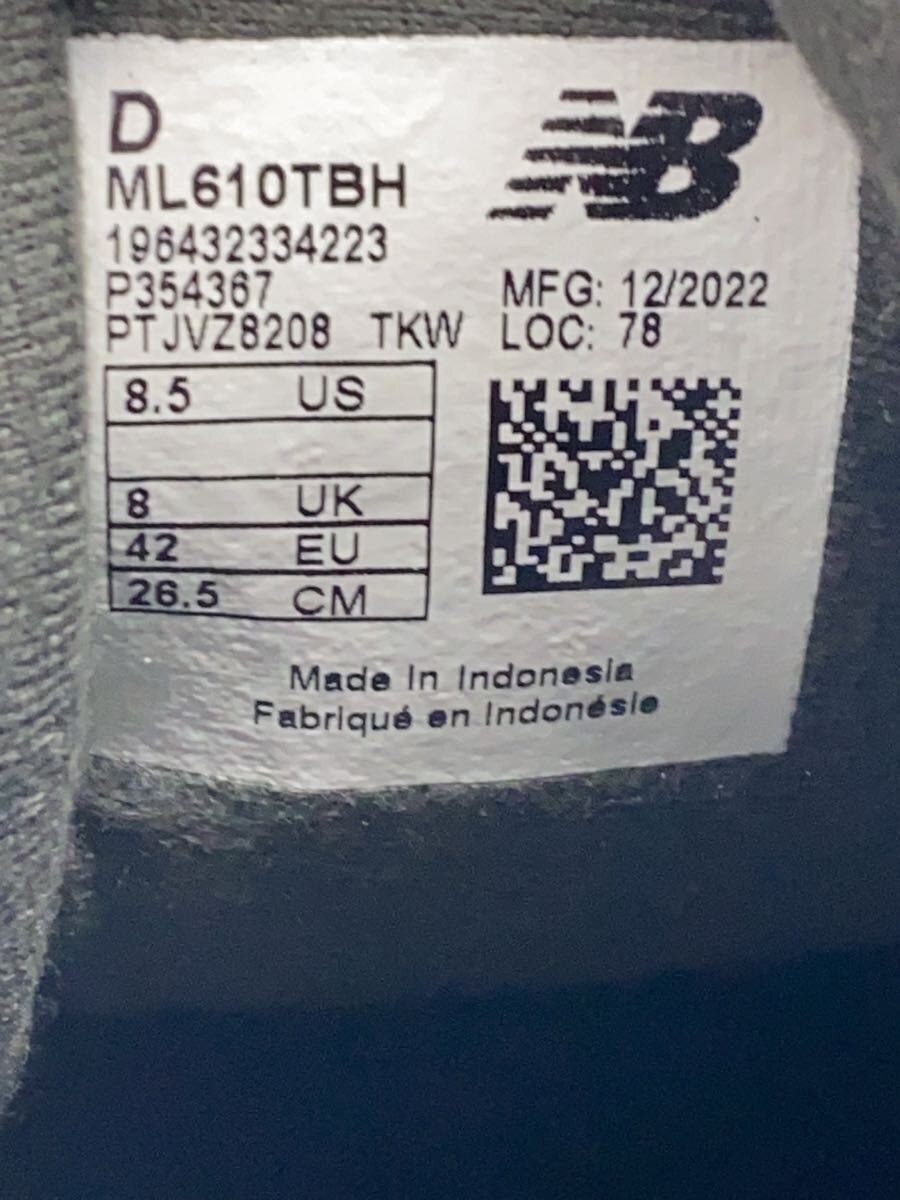 D
NB
ML610TBH
196432334223
P354367
MFG: 12/2022
PTJVZ8208 TKW
LOC: 78
8.5 US
8 UK
42 EU
26.5 CM
Made In Indonesia
Fabriqué en Indonésie